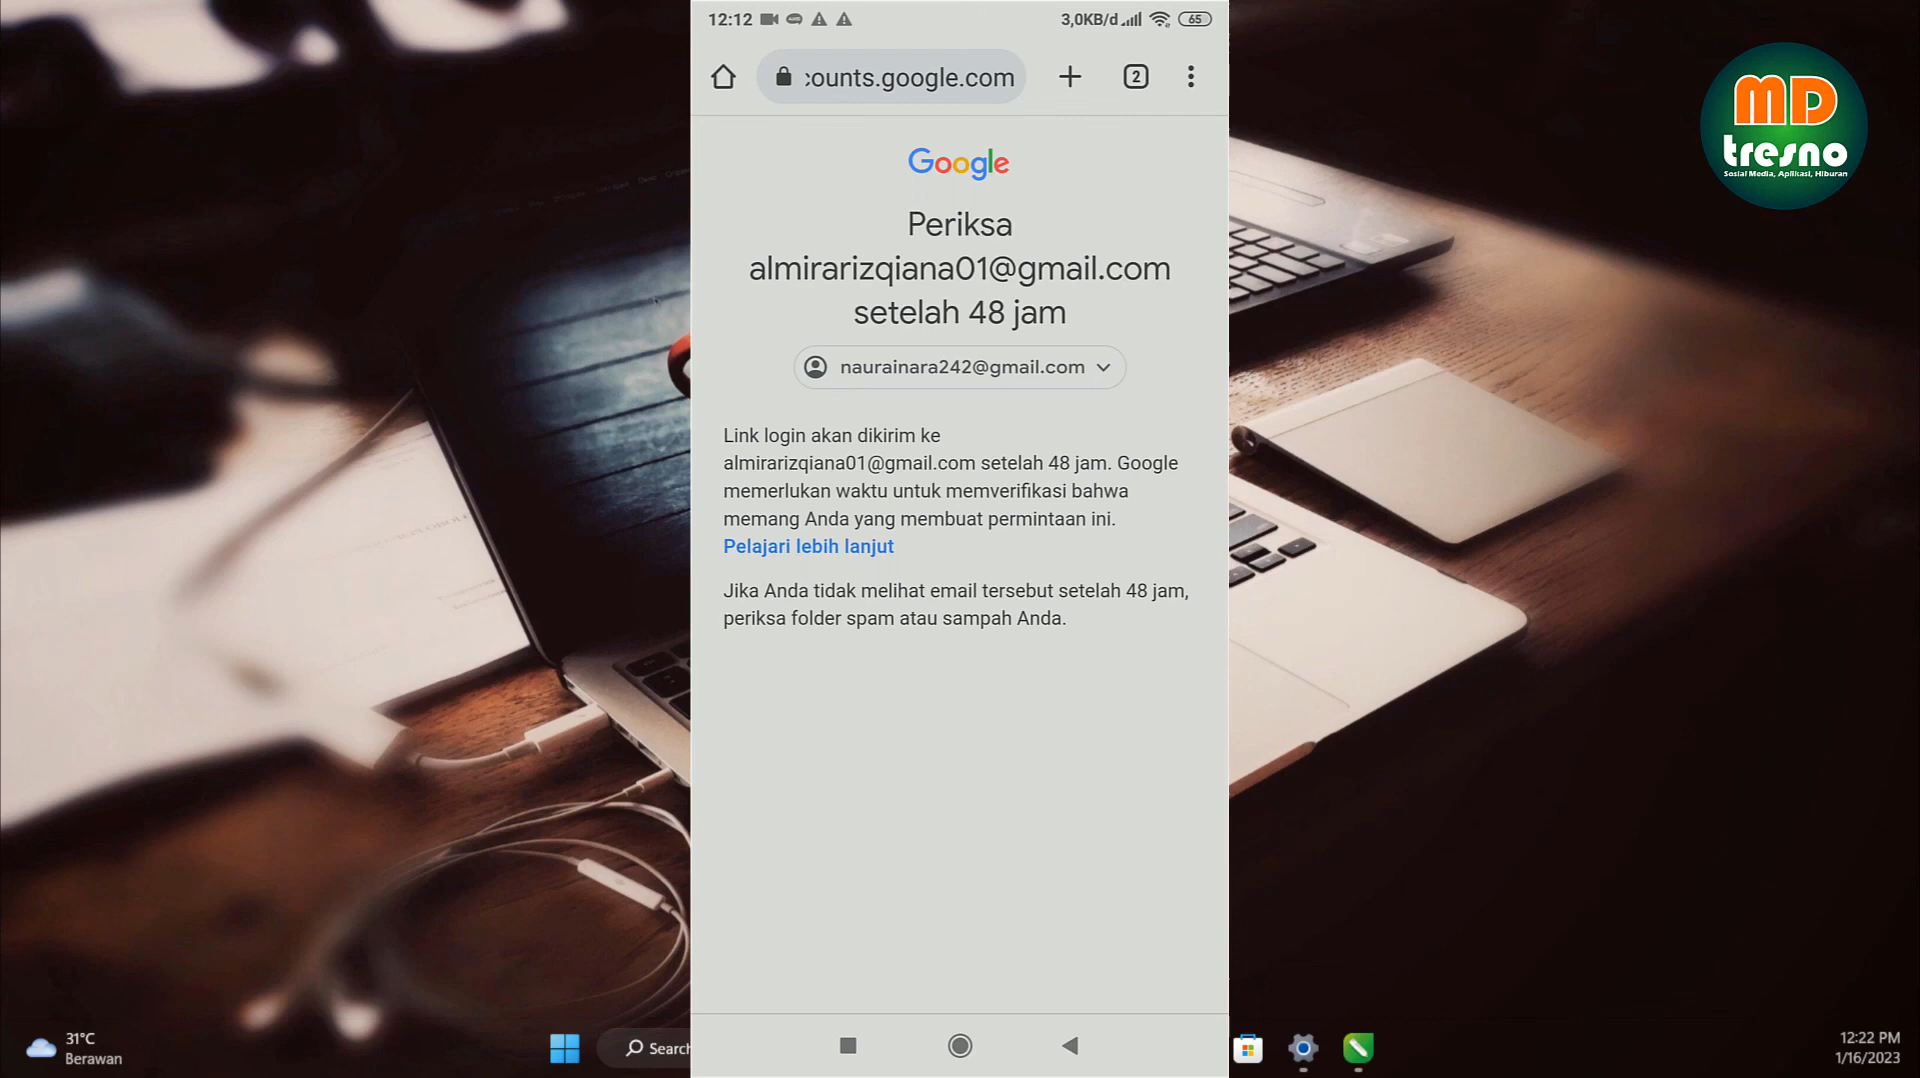 12:12
3,0KB/d
65
:ounts.google.com
2
MD
tresno
Sosial Media, Aplikasi, Hiburan
Google
Periksa
almirarizqiana01@gmail.com
setelah 48 jam
naurainara242@gmail.com
Link login akan dikirim ke
almirarizqiana01@gmail.com setelah 48 jam. Google
memerlukan waktu untuk memverifikasi bahwa
memang Anda yang membuat permintaan ini.
Pelajari lebih lanjut
Jika Anda tidak melihat email tersebut setelah 48 jam,
periksa folder spam atau sampah Anda.
31°C
Berawan
Search
12:22 PM
1/16/2023